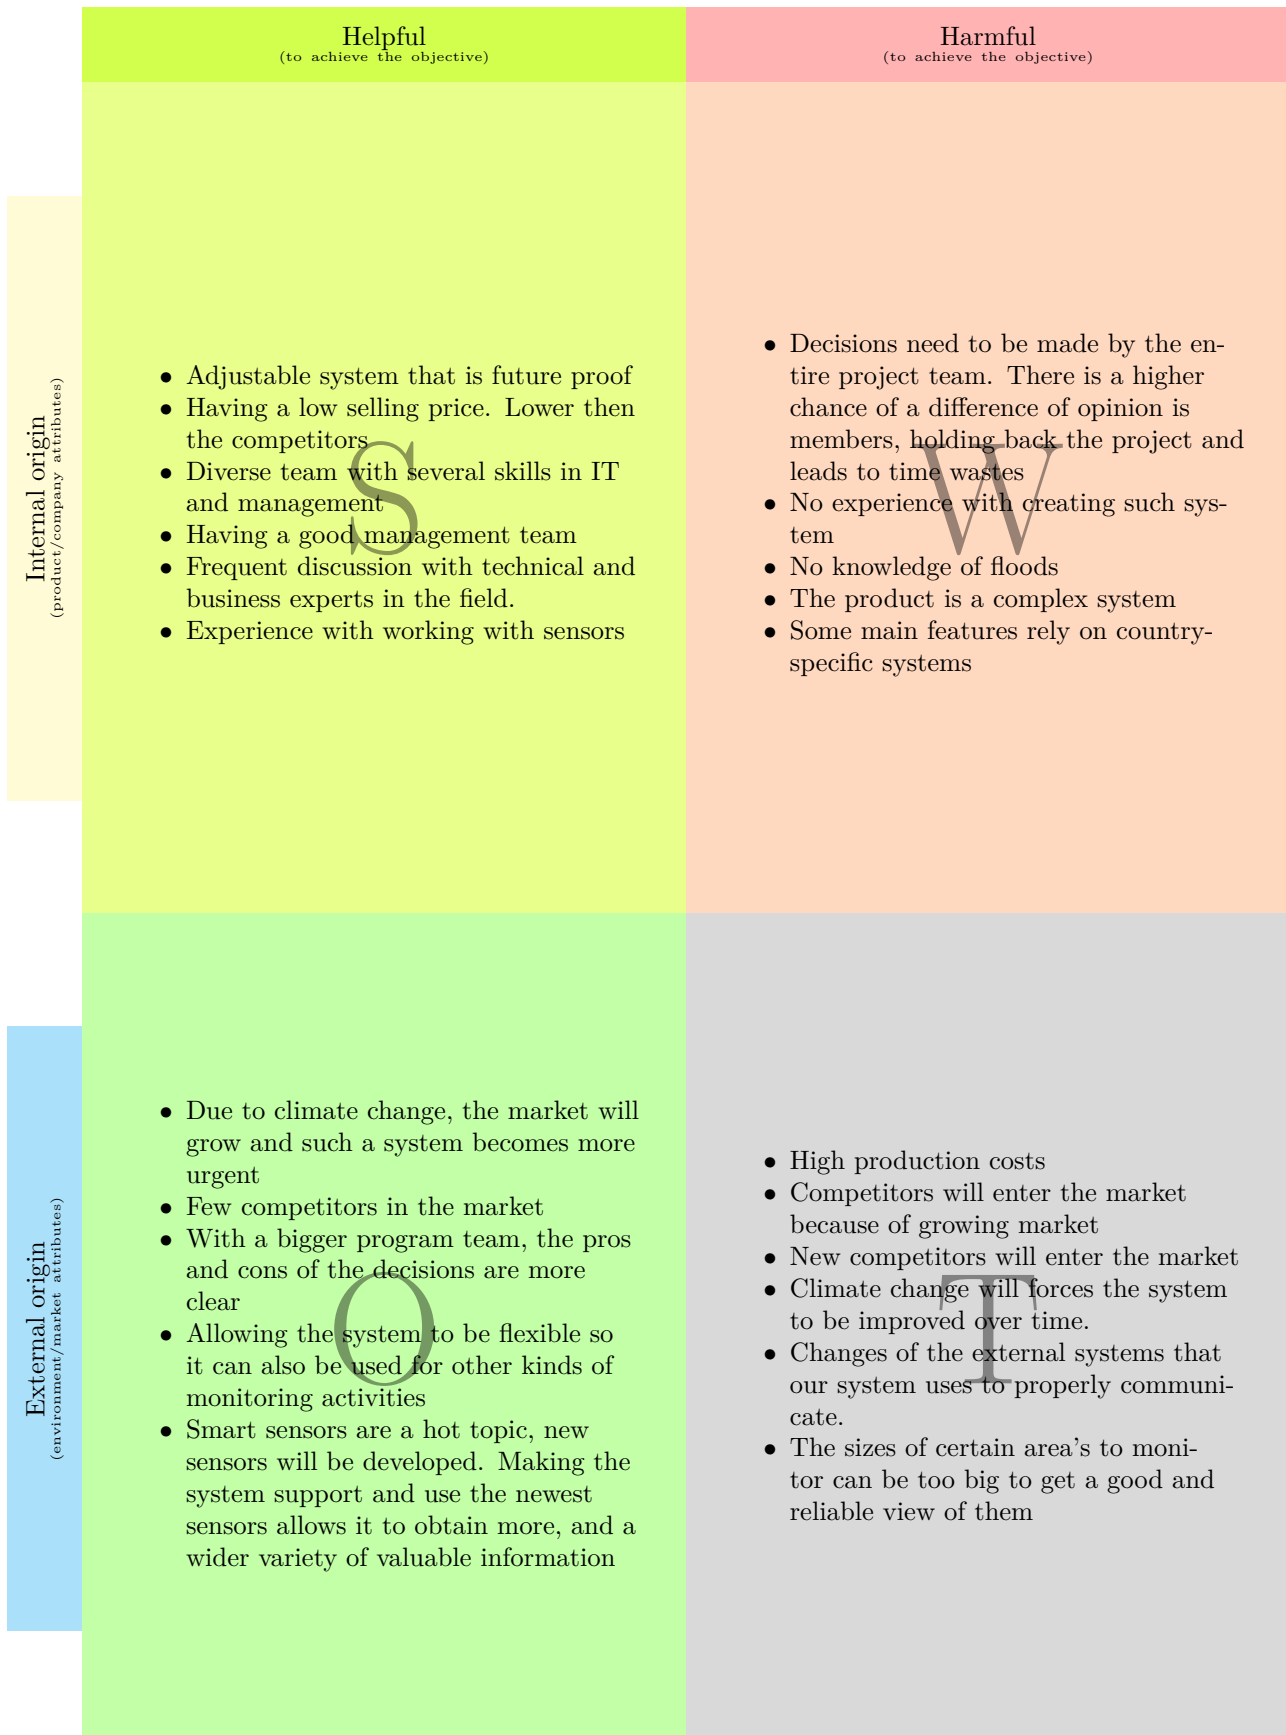 Helpful
(to achieve the objective)
Harmful
(to achieve the objective)
Internal origin
(product/company attributes)
S
• Adjustable system that is future proof
• Having a low selling price. Lower then
the competitors
• Diverse team with several skills in IT
and management
• Having a good management team
• Frequent discussion with technical and
business experts in the field.
• Experience with working with sensors
W
• Decisions need to be made by the en-
tire project team. There is a higher
chance of a difference of opinion is
members, holding back the project and
leads to time wastes
• No experience with creating such sys-
tem
• No knowledge of floods
• The product is a complex system
• Some main features rely on country-
specific systems
External origin
(environment/market attributes)
O
• Due to climate change, the market will
grow and such a system becomes more
urgent
• Few competitors in the market
• With a bigger program team, the pros
and cons of the decisions are more
clear
• Allowing the system to be flexible so
it can also be used for other kinds of
monitoring activities
• Smart sensors are a hot topic, new
sensors will be developed. Making the
system support and use the newest
sensors allows it to obtain more, and a
wider variety of valuable information
T
• High production costs
• Competitors will enter the market
because of growing market
• New competitors will enter the market
• Climate change will forces the system
to be improved over time.
• Changes of the external systems that
our system uses to properly communi-
cate.
• The sizes of certain area's to moni-
tor can be too big to get a good and
reliable view of them